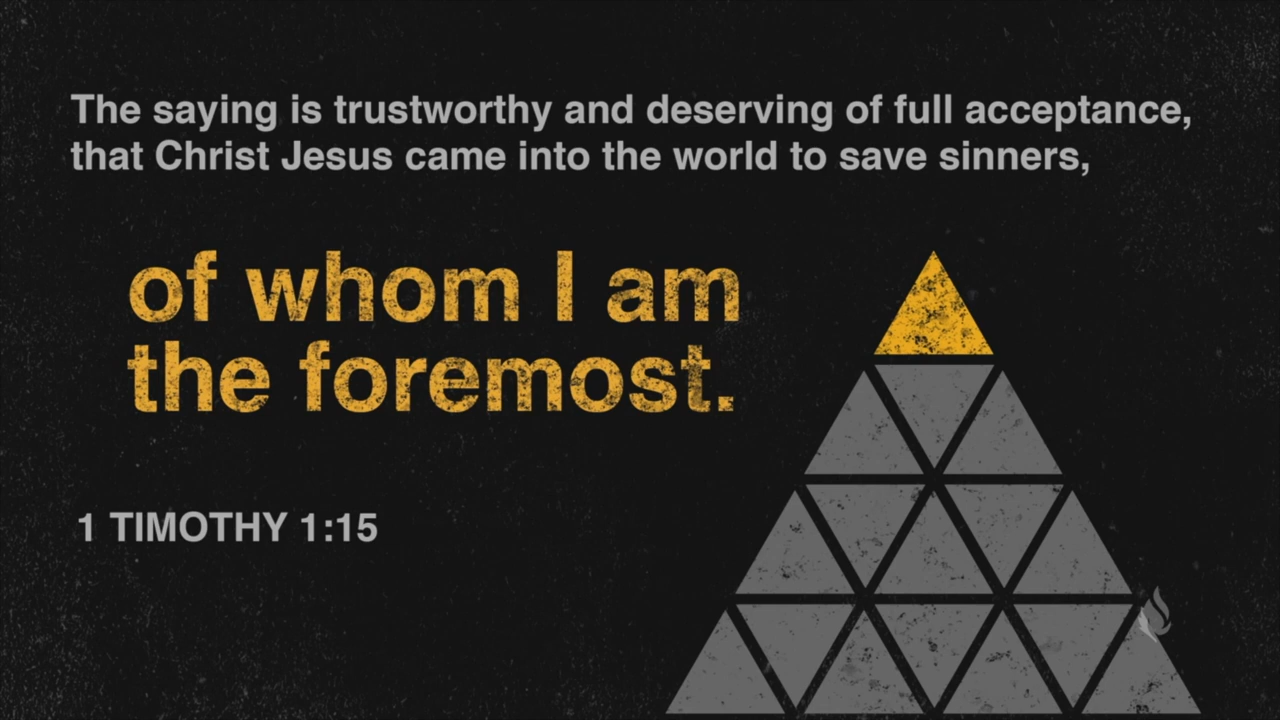 The saying is trustworthy and deserving of full acceptance,
that Christ Jesus came into the world to save sinners,
of whom I am
the foremost.
1 TIMOTHY 1:15